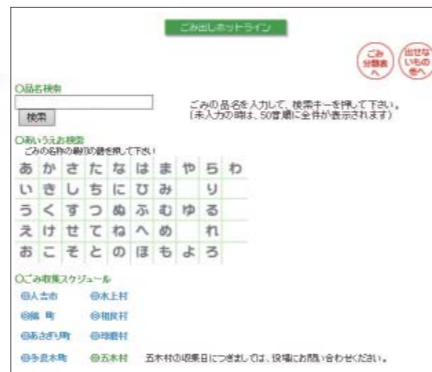 ごみ出しホットライン
ごみ
分類表
へ
出せな
いもの
他へ
○品名検索
検索
ごみの品名を入力して、検索キーを押して下さい。
(未入力の時は、50音順に全件が表示されます)
○あいうえお検索
ごみの名称の最初の語を押して下さい
あ か さ た な は ま や ら わ
い き し ち に ひ み り
う く す つ ぬ ふ む ゆ る
え け せ て ね へ め れ
お こ そ と の ほ も よ ろ
○ごみ収集スケジュール
◎人吉市 ◎水上村
◎錦 町 ◎相良村
◎あさぎり町 ◎球磨村
◎多良木町 ◎五木村 五木村の収集日につきましては、役場にお問い合わせください。